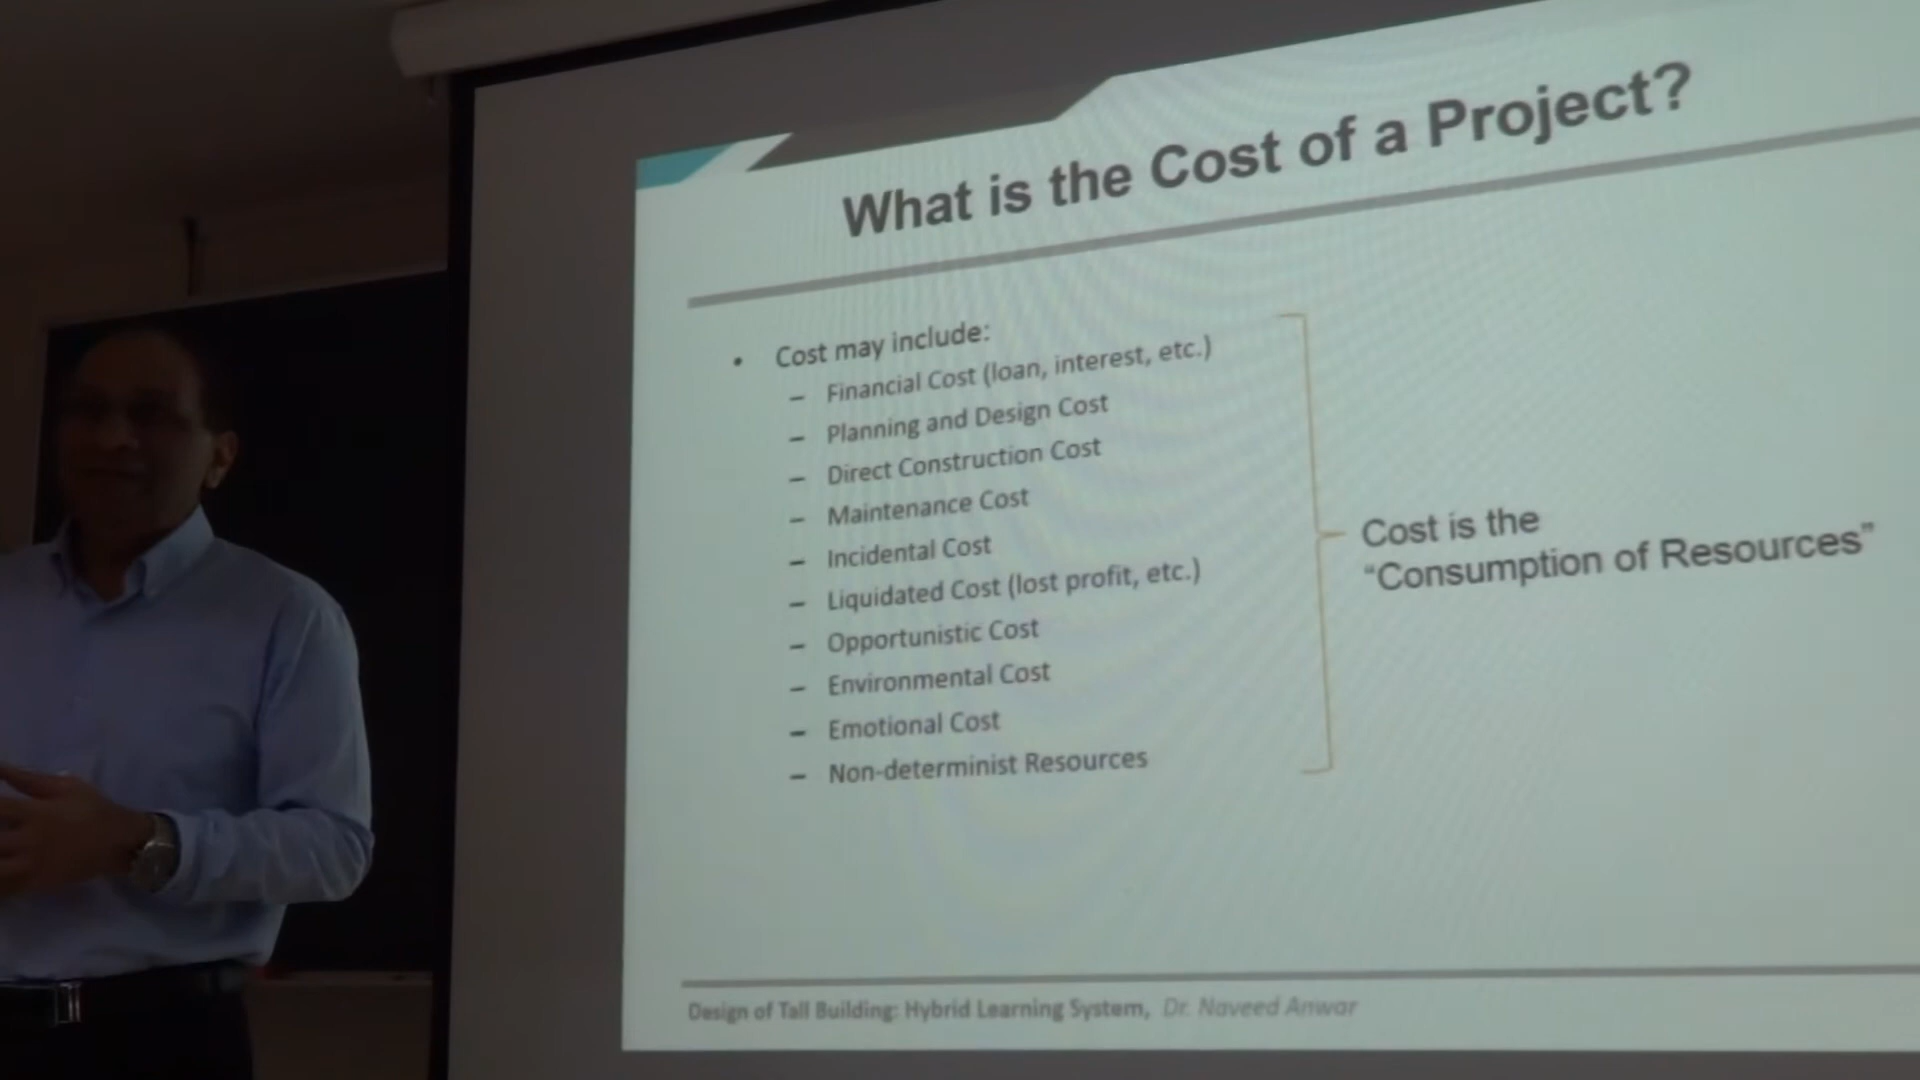 What is the Cost of a Project?
• Cost may include:
– Financial Cost (loan, interest, etc.)
– Planning and Design Cost
– Direct Construction Cost
– Maintenance Cost
– Incidental Cost
– Liquidated Cost (lost profit, etc.)
– Opportunistic Cost
– Environmental Cost
– Emotional Cost
– Non-determinist Resources
Cost is the
“Consumption of Resources”
Design of Tall Building: Hybrid Learning System, Dr. Naveed Anwar